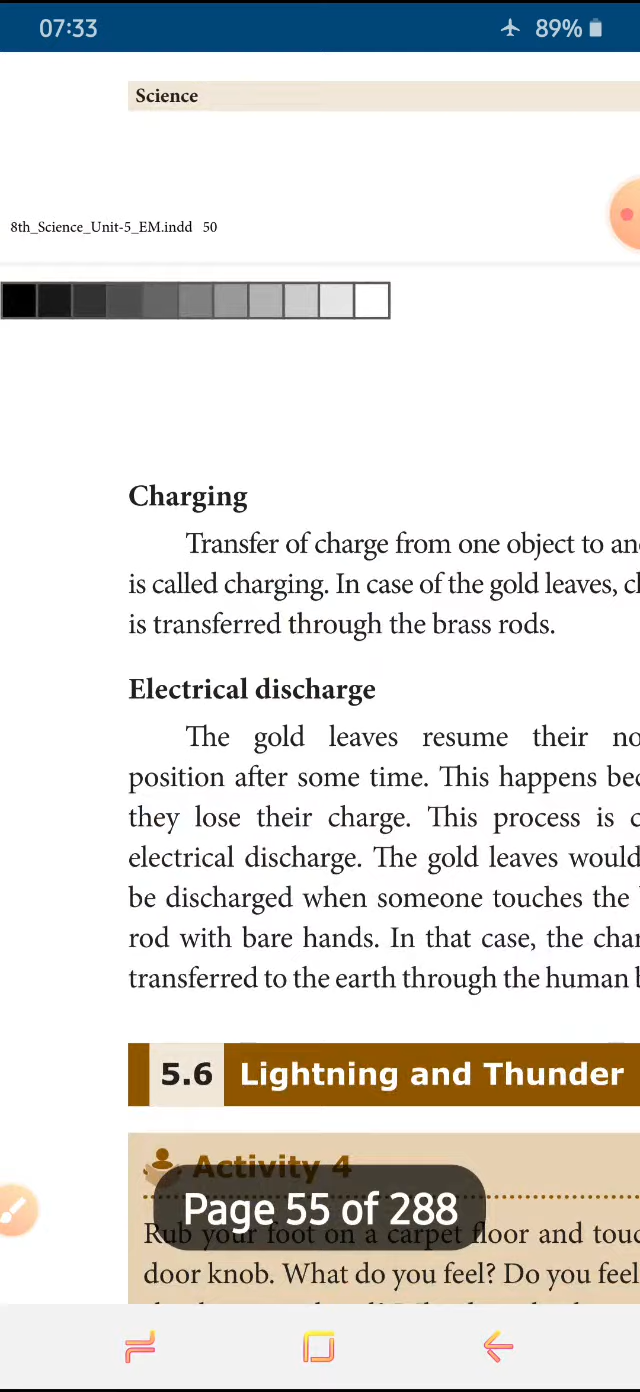 07:33
89%
Science
8th_Science_Unit-5_EM.indd 50
Charging
Transfer of charge from one object to
is called charging. In case of the gold leaves,
is transferred through the brass rods.
Electrical discharge
The gold leaves resume their
position after some time. This happens
they lose their charge. This process is
electrical discharge. The gold leaves would
be discharged when someone touches the
rod with bare hands. In that case, the
transferred to the earth through the human
5.6 Lightning and Thunder
Activity 4
Page 55 of 288
Rub your foot on a carpet floor and
door knob. What do you feel? Do you feel